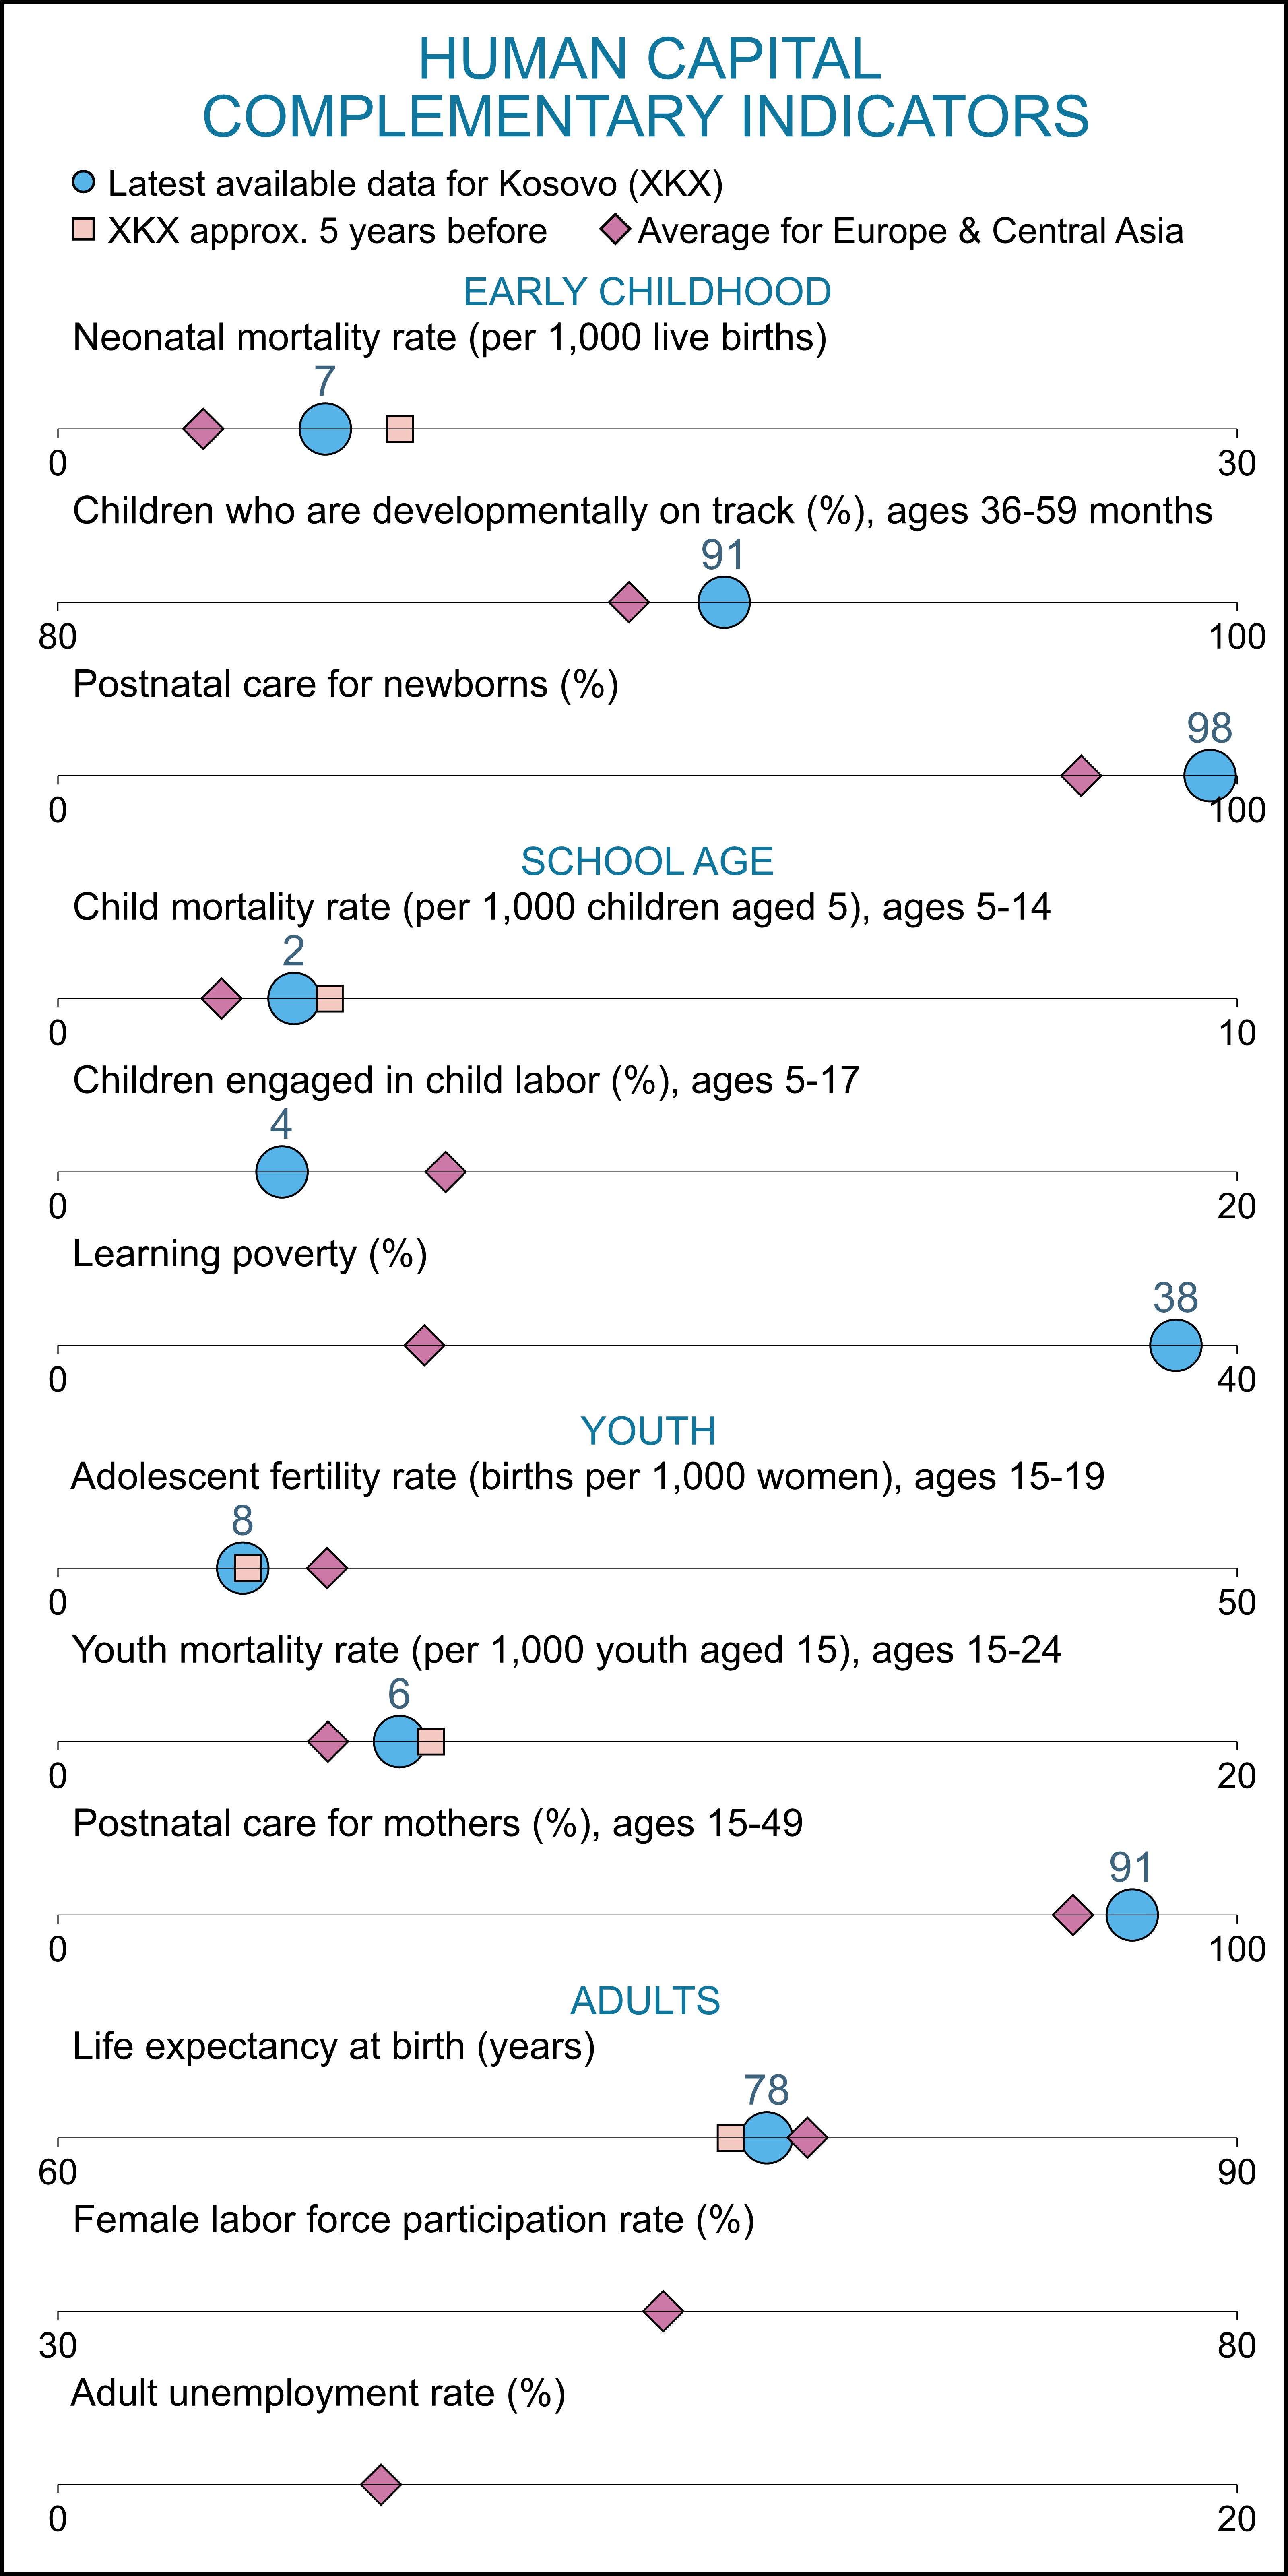 HUMAN CAPITAL
COMPLEMENTARY INDICATORS
Latest available data for Kosovo (XKX)
XKX approx. 5 years before
Average for Europe & Central Asia
EARLY CHILDHOOD
Neonatal mortality rate (per 1,000 live births)
7
0 30
Children who are developmentally on track (%), ages 36-59 months
91
80 100
Postnatal care for newborns (%)
98
0 100
SCHOOL AGE
Child mortality rate (per 1,000 children aged 5), ages 5-14
2
0 10
Children engaged in child labor (%), ages 5-17
4
0 20
Learning poverty (%)
38
0 40
YOUTH
Adolescent fertility rate (births per 1,000 women), ages 15-19
8
0 50
Youth mortality rate (per 1,000 youth aged 15), ages 15-24
6
0 20
Postnatal care for mothers (%), ages 15-49
91
0 100
ADULTS
Life expectancy at birth (years)
78
60 90
Female labor force participation rate (%)
30 80
Adult unemployment rate (%)
0 20